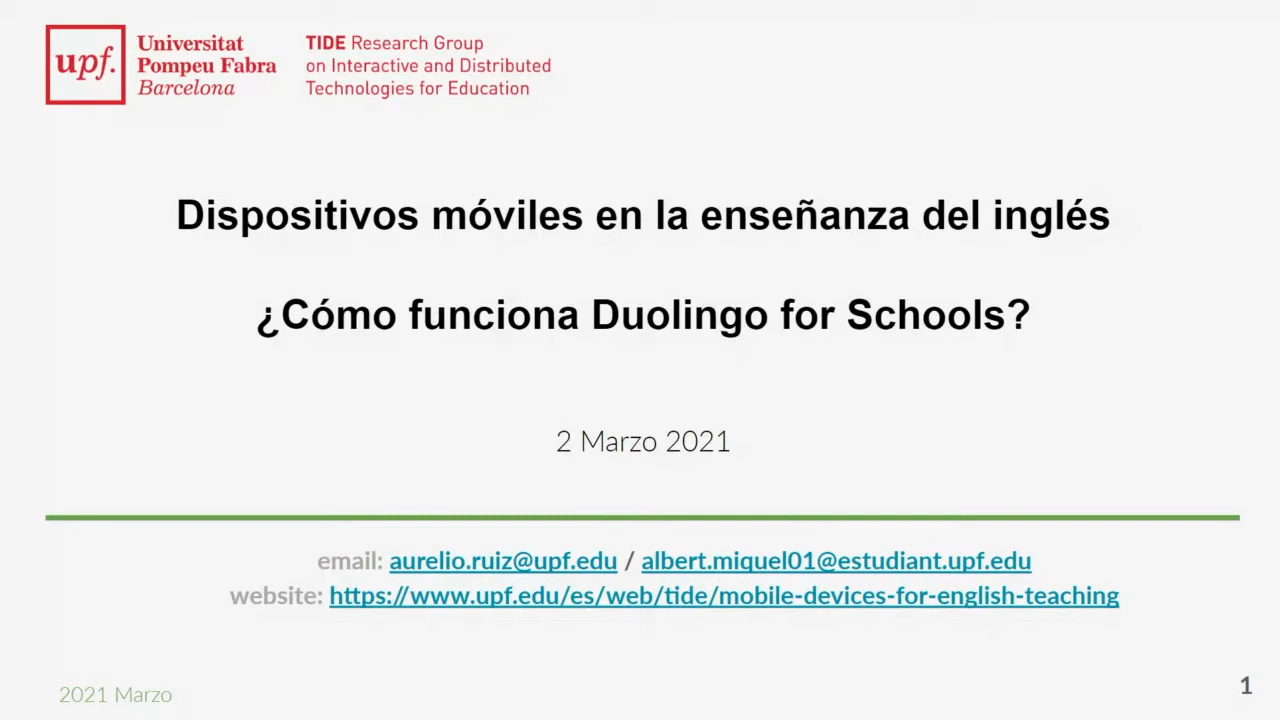 upf.
Universitat
Pompeu Fabra
Barcelona
TIDE Research Group
on Interactive and Distributed
Technologies for Education
Dispositivos móviles en la enseñanza del inglés
¿Cómo funciona Duolingo for Schools?
2 Marzo 2021
email: aurelio.ruiz@upf.edu / albert.miquel01@estudiant.upf.edu
website: https://www.upf.edu/es/web/tide/mobile-devices-for-english-teaching
2021 Marzo
1